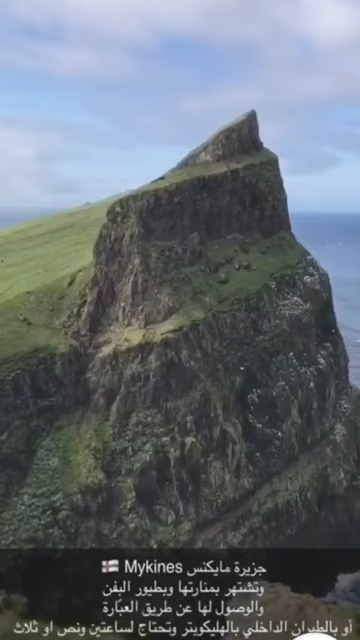 جزيرة مايكنس Mykines 🇫🇴
وتشتهر بمنارتها وبطيور البفن
والوصول لها عن طريق العبّارة
أو بالطيران الداخلي بالهليكوبتر وتحتاج لساعتين ونص او ثلاث